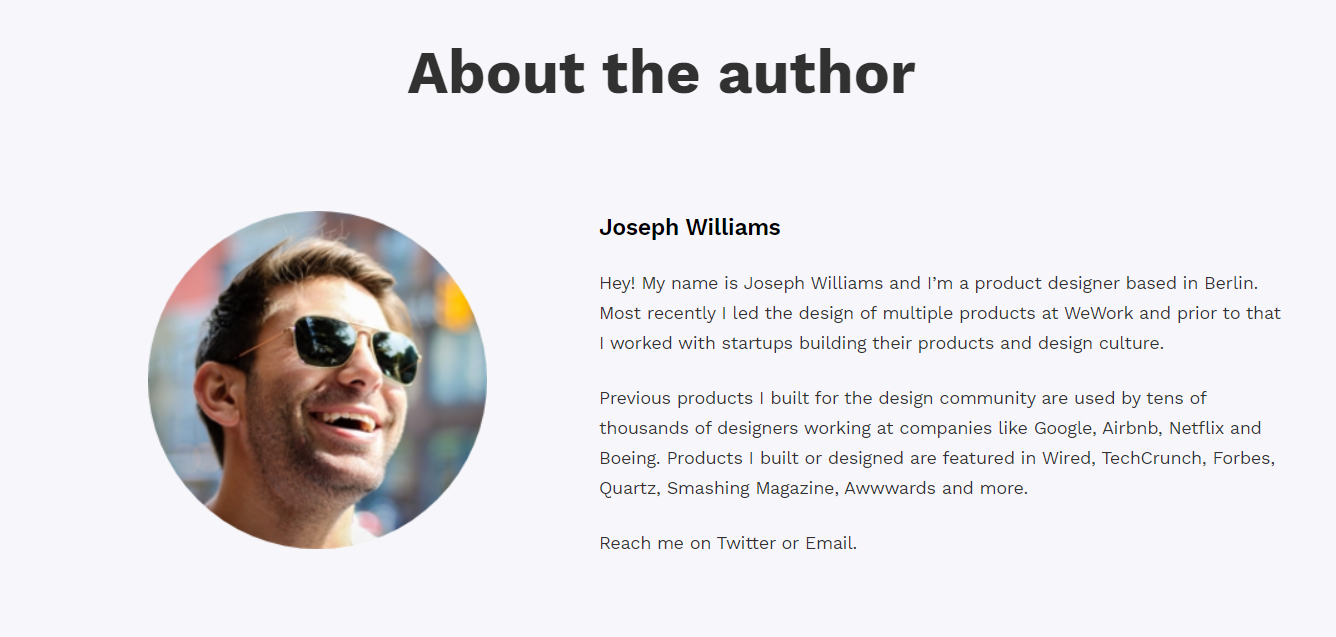 About the author
Joseph Williams
Hey! My name is Joseph Williams and I’m a product designer based in Berlin.
Most recently I led the design of multiple products at WeWork and prior to that
I worked with startups building their products and design culture.
Previous products I built for the design community are used by tens of
thousands of designers working at companies like Google, Airbnb, Netflix and
Boeing. Products I built or designed are featured in Wired, TechCrunch, Forbes,
Quartz, Smashing Magazine, Awwwards and more.
Reach me on Twitter or Email.